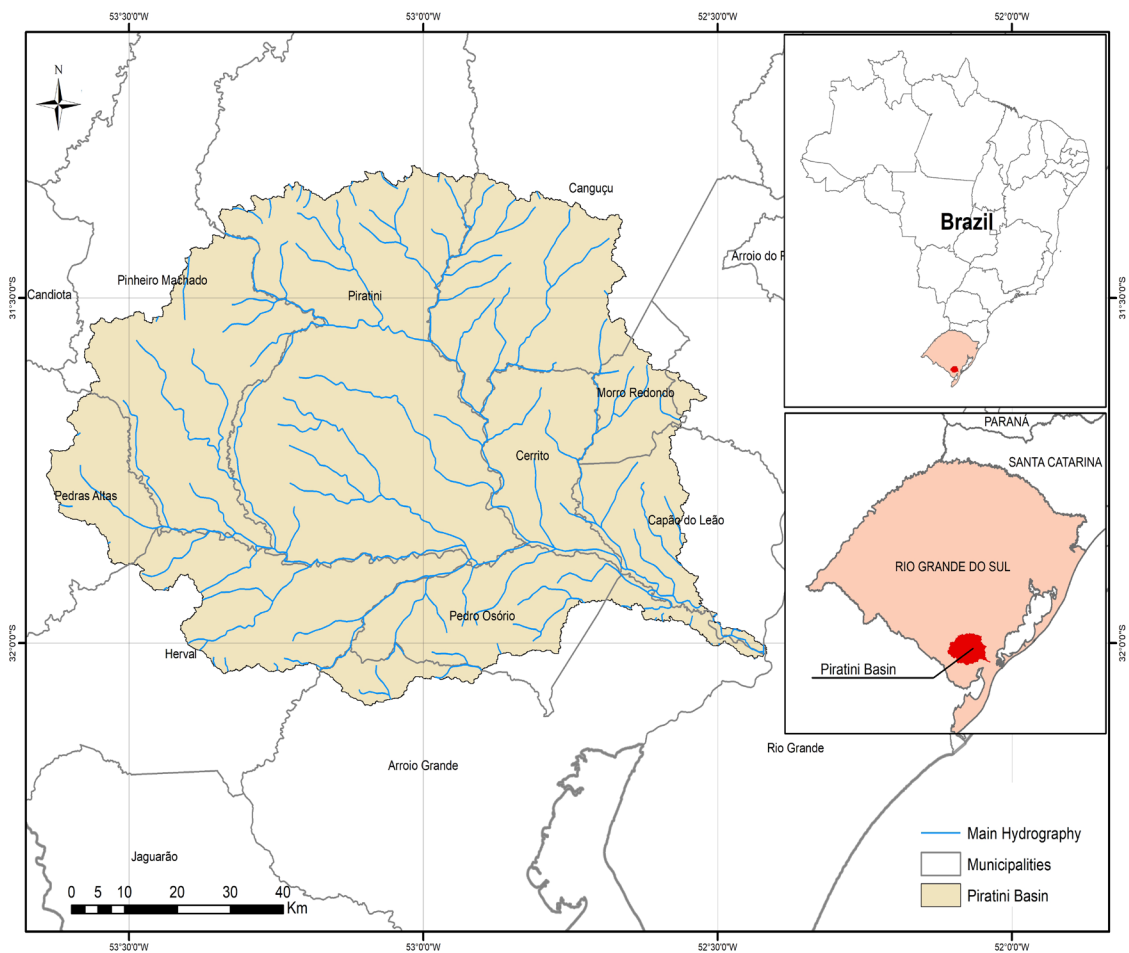 53°30'0"W 53°00'0"W 52°30'0"W 52°00'0"W
N
Canguçu
Brazil
Arroio do
Pinheiro Machado
Candiota
Piratini
31°30'0"S
31°30'0"S
Morro Redondo
PARANÁ
Cerrito
SANTA CATARINA
Pedras Altas
Capão do Leão
RIO GRANDE DO SUL
Pedro Osório
32°0'0"S
32°0'0"S
Herval
Piratini Basin
Rio Grande
Arroio Grande
Main Hydrography
Jaguarão
Municipalities
0 5 10 20 30 40
Km
Piratini Basin
53°30'0"W 53°00'0"W 52°30'0"W 52°00'0"W